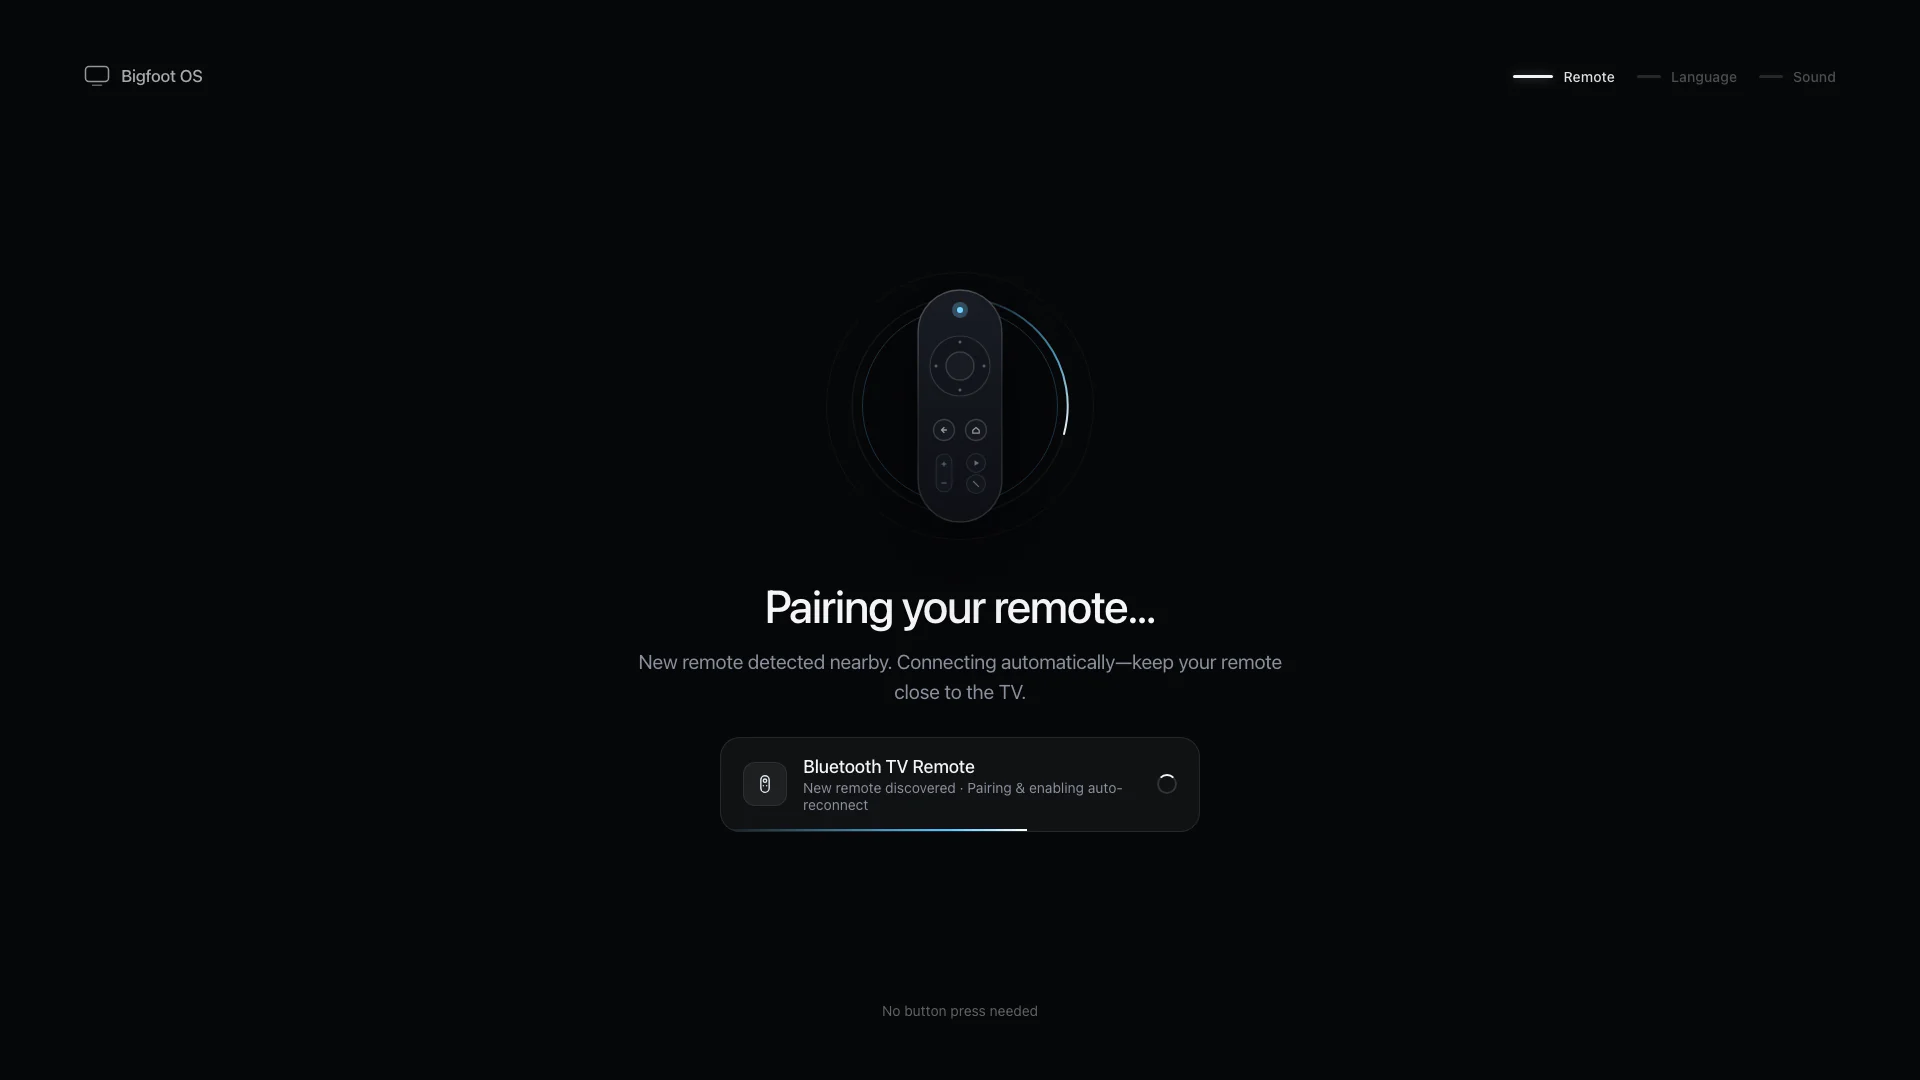 Bigfoot OS
Remote
Language
Sound
Pairing your remote...
New remote detected nearby. Connecting automatically—keep your remote
close to the TV.
Bluetooth TV Remote
New remote discovered · Pairing & enabling auto-
reconnect
No button press needed